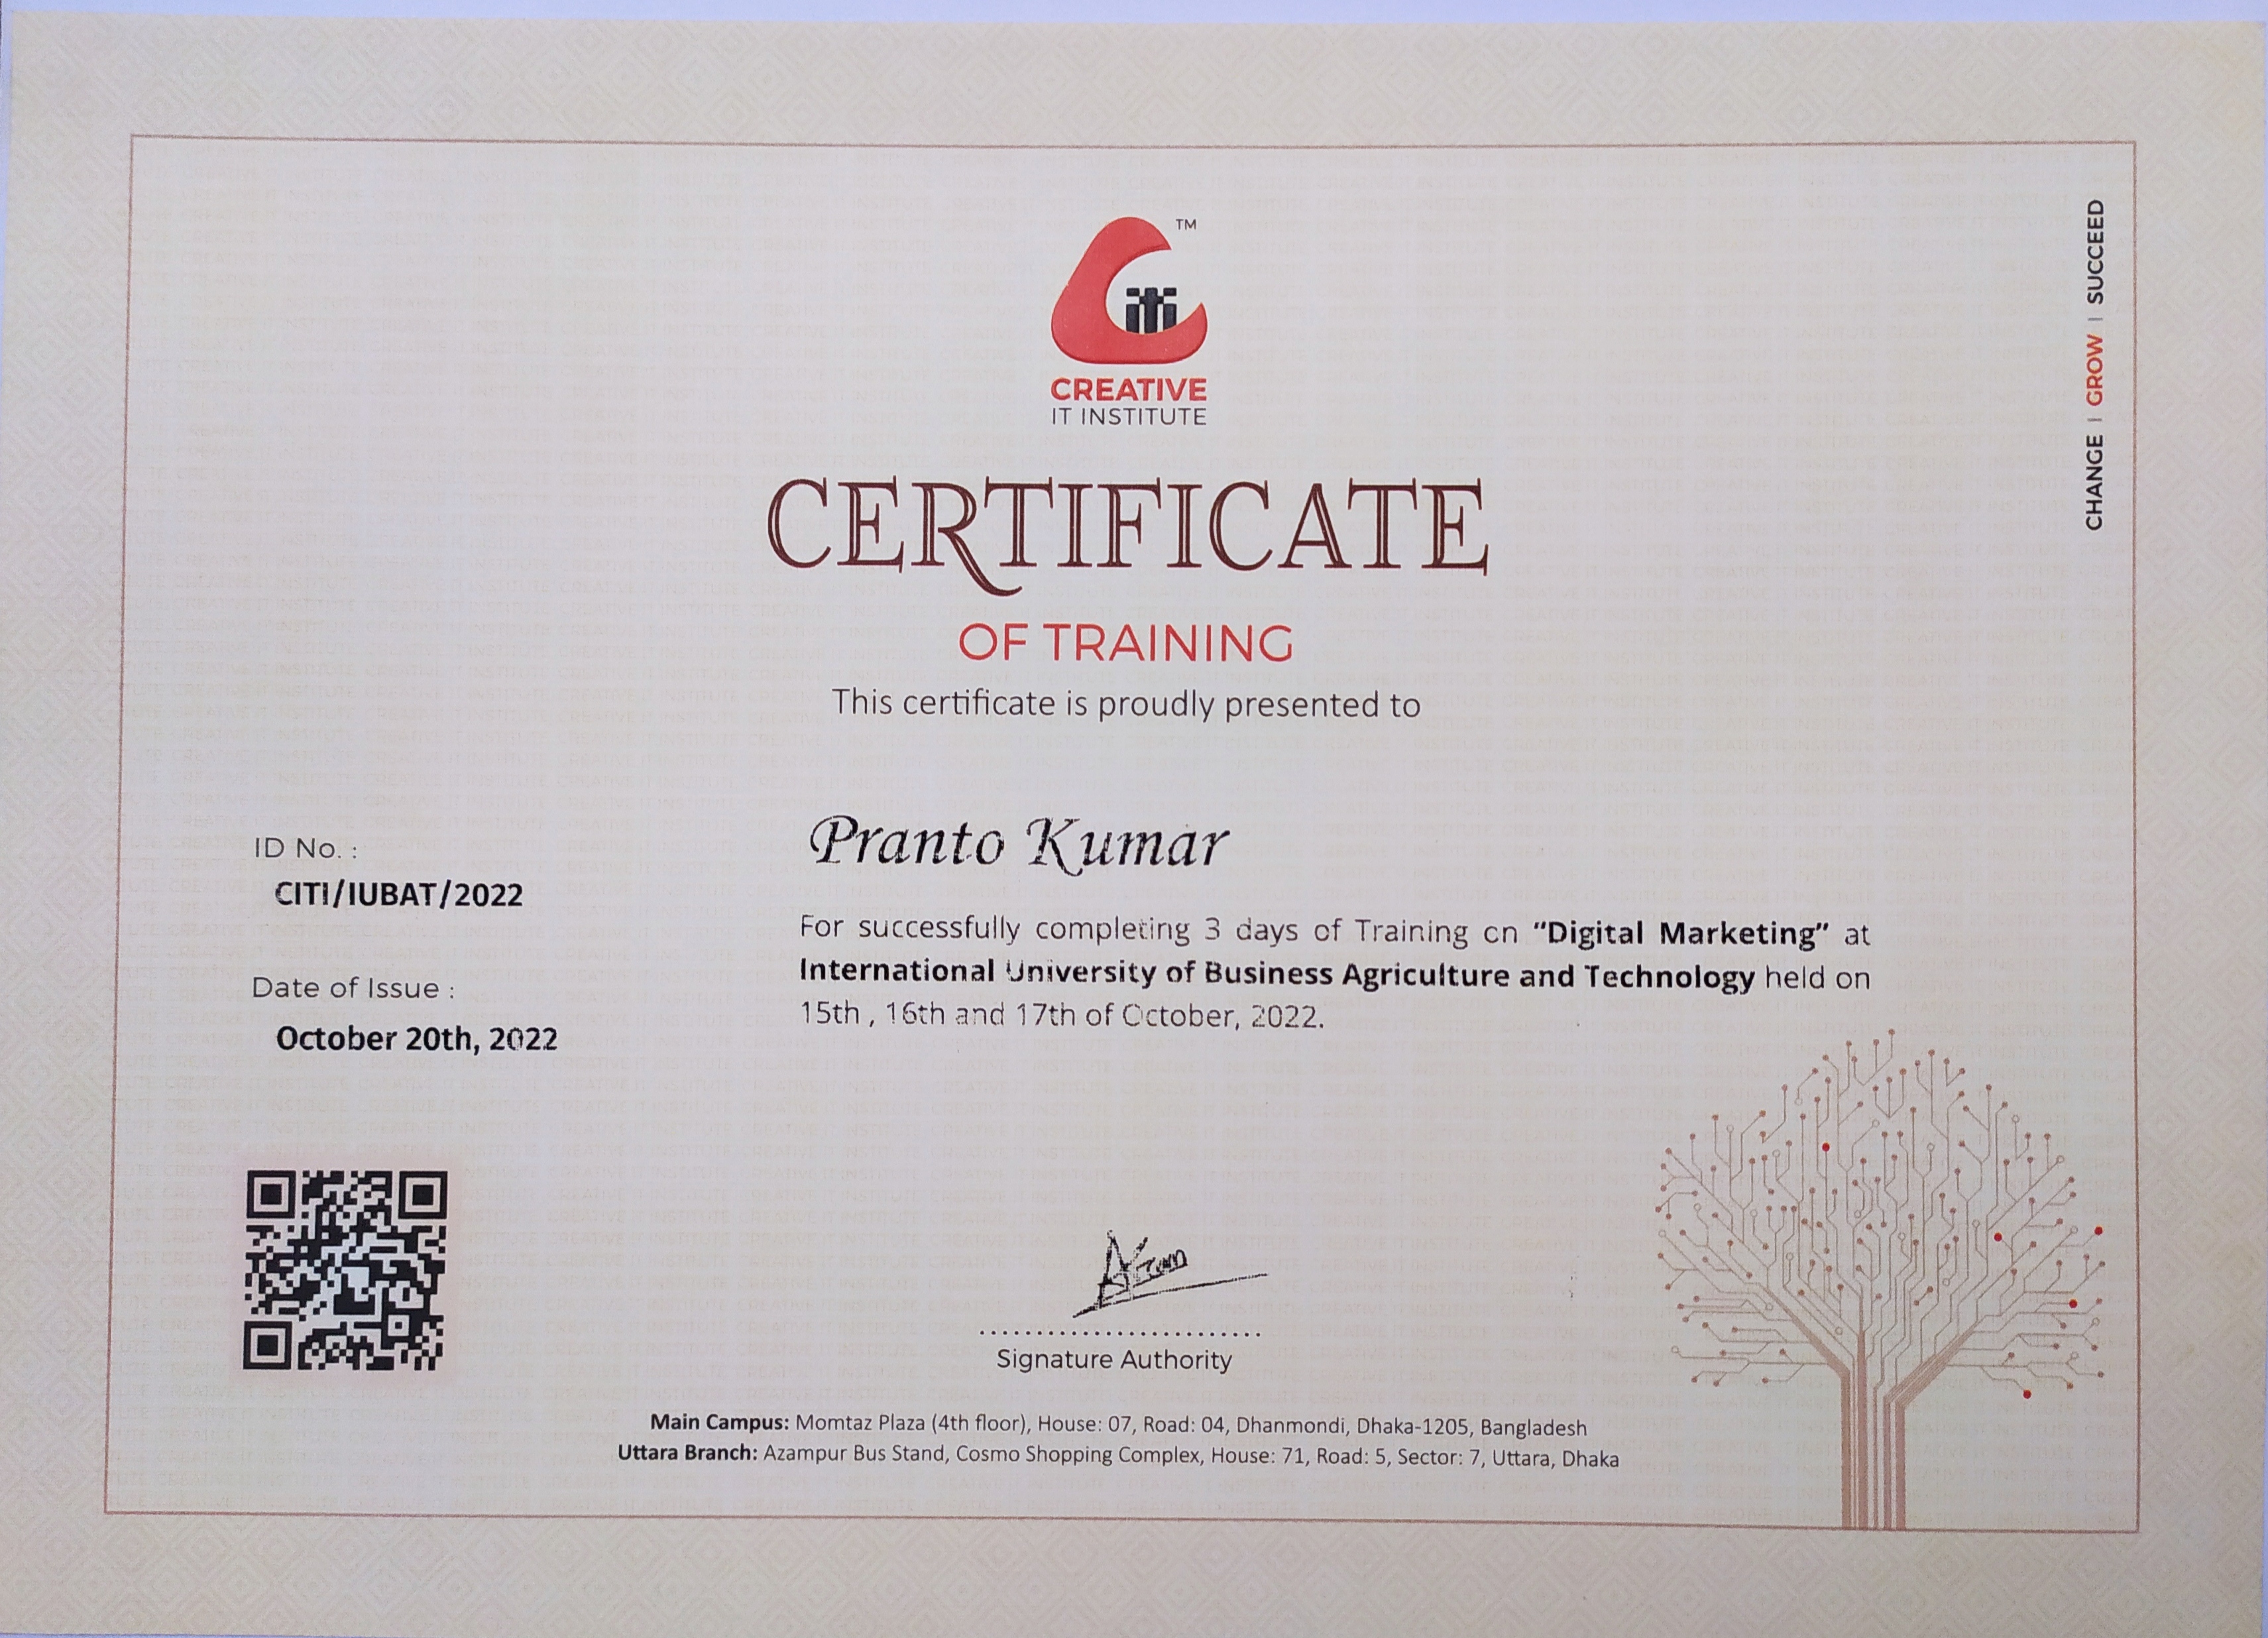 TM
CREATIVE
IT INSTITUTE
CHANGE | GROW | SUCCEED
CERTIFICATE
OF TRAINING
This certificate is proudly presented to
Pranto Kumar
ID No. :
CITI/IUBAT/2022
Date of Issue :
October 20th, 2022
For successfully completing 3 days of Training on “Digital Marketing” at
International University of Business Agriculture and Technology held on
15th , 16th and 17th of October, 2022.
Signature Authority
Main Campus: Momtaz Plaza (4th floor), House: 07, Road: 04, Dhanmondi, Dhaka-1205, Bangladesh
Uttara Branch: Azampur Bus Stand, Cosmo Shopping Complex, House: 71, Road: 5, Sector: 7, Uttara, Dhaka